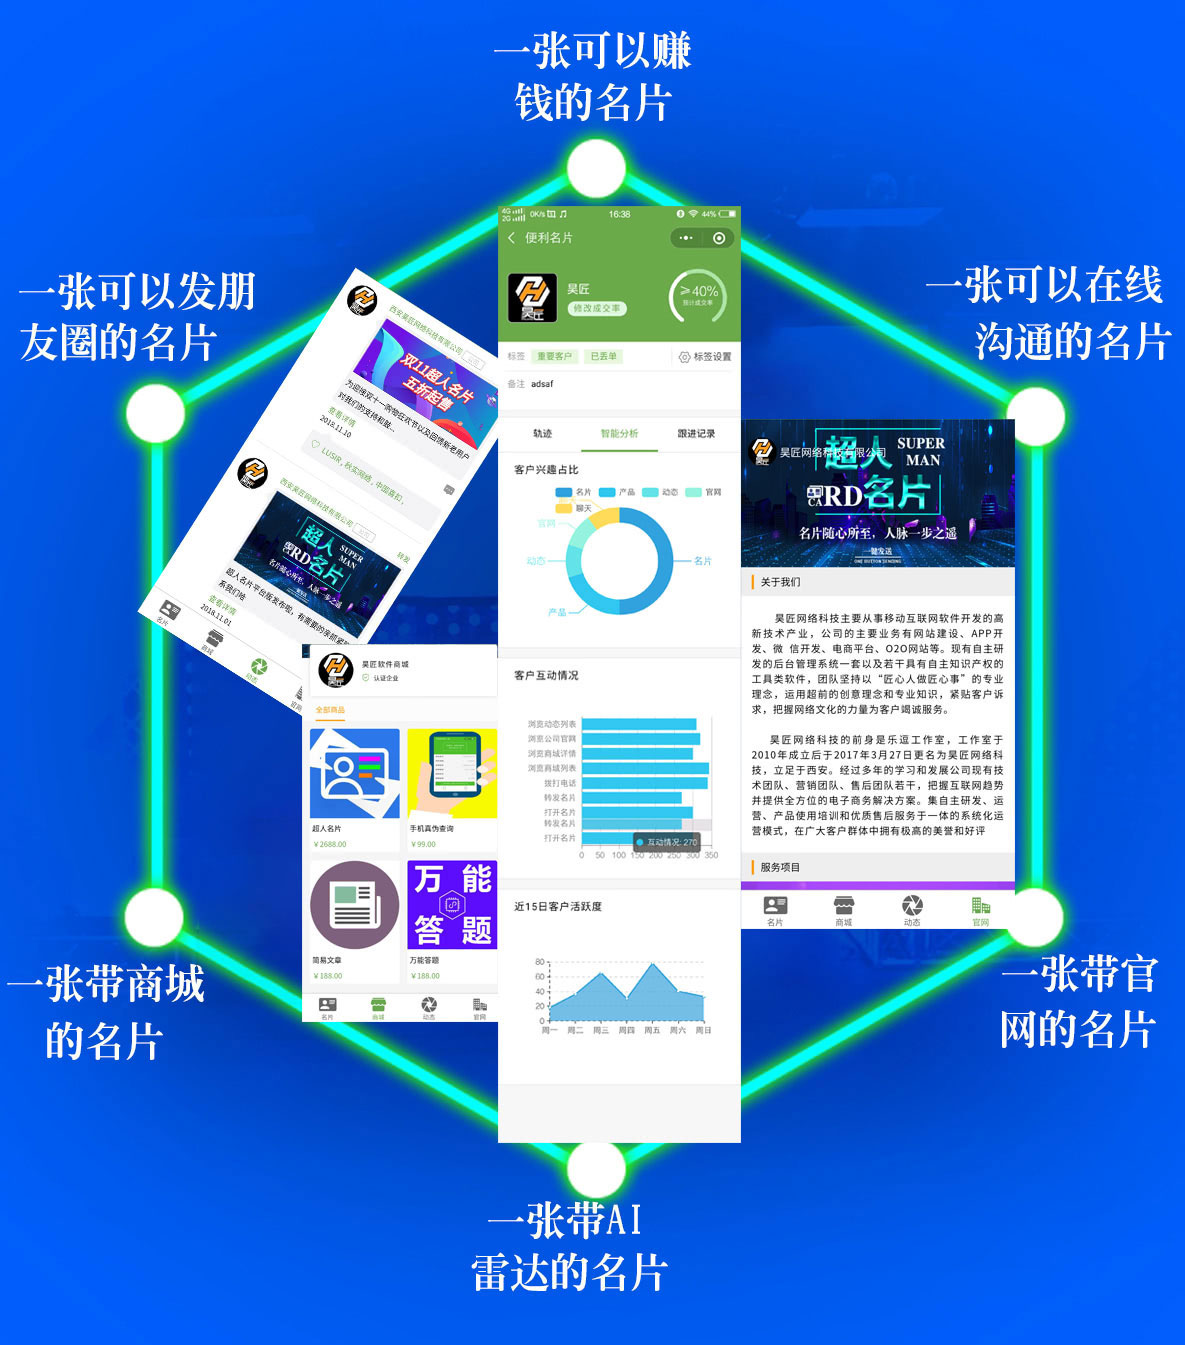 一张可以赚
钱的名片
一张可以发朋
友圈的名片
一张可以在线
沟通的名片
一张带商城
的名片
一张带官
网的名片
一张带AI
雷达的名片
4G 2G 0K/s 16:38 44%
便利名片
昊匠
修改成交率
≥40%
预计成交率
标签 重要客户 已丢单 标签设置
备注 adsaf
轨迹 智能分析 跟进记录
客户兴趣占比
名片 产品 动态 官网
聊天
官网
动态
产品
名片
客户互动情况
浏览动态列表
浏览公司官网
浏览商城详情
浏览商城列表
拨打电话
转发名片
打开名片
转发名片
打开名片
互动情况: 270
0 50 100 150 200 250 300 350
近15日客户活跃度
80
60
40
20
0
周一 周二 周三 周四 周五 周六 周日
西安昊匠网络科技有限公司
双11超人名片
五折起售
为迎接双十一购物狂欢节以及回馈新老用户
对我们的支持和鼓...
查看详情
2018.11.10
LUSIR , 秋实网络 , 中国喜扣 ,
西安昊匠网络科技有限公司
转发
超人
SUPER
MAN
CARD名片
名片随心所至，人脉一步之遥
一键发送
超人名片平台版发布啦，有需要的亲抓紧联
系我们哈
查看详情
2018.11.01
名片 商城 动态 官网
昊匠
昊匠软件商城
认证企业
全部商品
超人名片
￥2688.00
手机真伪查询
￥99.00
万能
答题
简易文章
￥188.00
万能答题
￥188.00
名片 商城 动态 官网
昊匠网络科技有限公司
超人
SUPER
MAN
CARD名片
名片随心所至，人脉一步之遥
一键发送
ONE BUTTON SENDING
关于我们
昊匠网络科技主要从事移动互联网软件开发的高
新技术产业，公司的主要业务有网站建设、APP开
发、微 信开发、电商平台、O2O网站等。现有自主研
发的后台管理系统一套以及若干具有自主知识产权的
工具类软件，团队坚持以“匠心人做匠心事”的专业
理念，运用超前的创意理念和专业知识，紧贴客户诉
求，把握网络文化的力量为客户竭诚服务。
昊匠网络科技的前身是乐逗工作室，工作室于
2010年成立后于2017年3月27日更名为昊匠网络科
技，立足于西安。经过多年的学习和发展公司现有技
术团队、营销团队、售后团队若干，把握互联网趋势
并提供全方位的电子商务解决方案。集自主研发、运
营、产品使用培训和优质售后服务于一体的系统化运
营模式，在广大客户群体中拥有极高的美誉和好评
服务项目
名片 商城 动态 官网